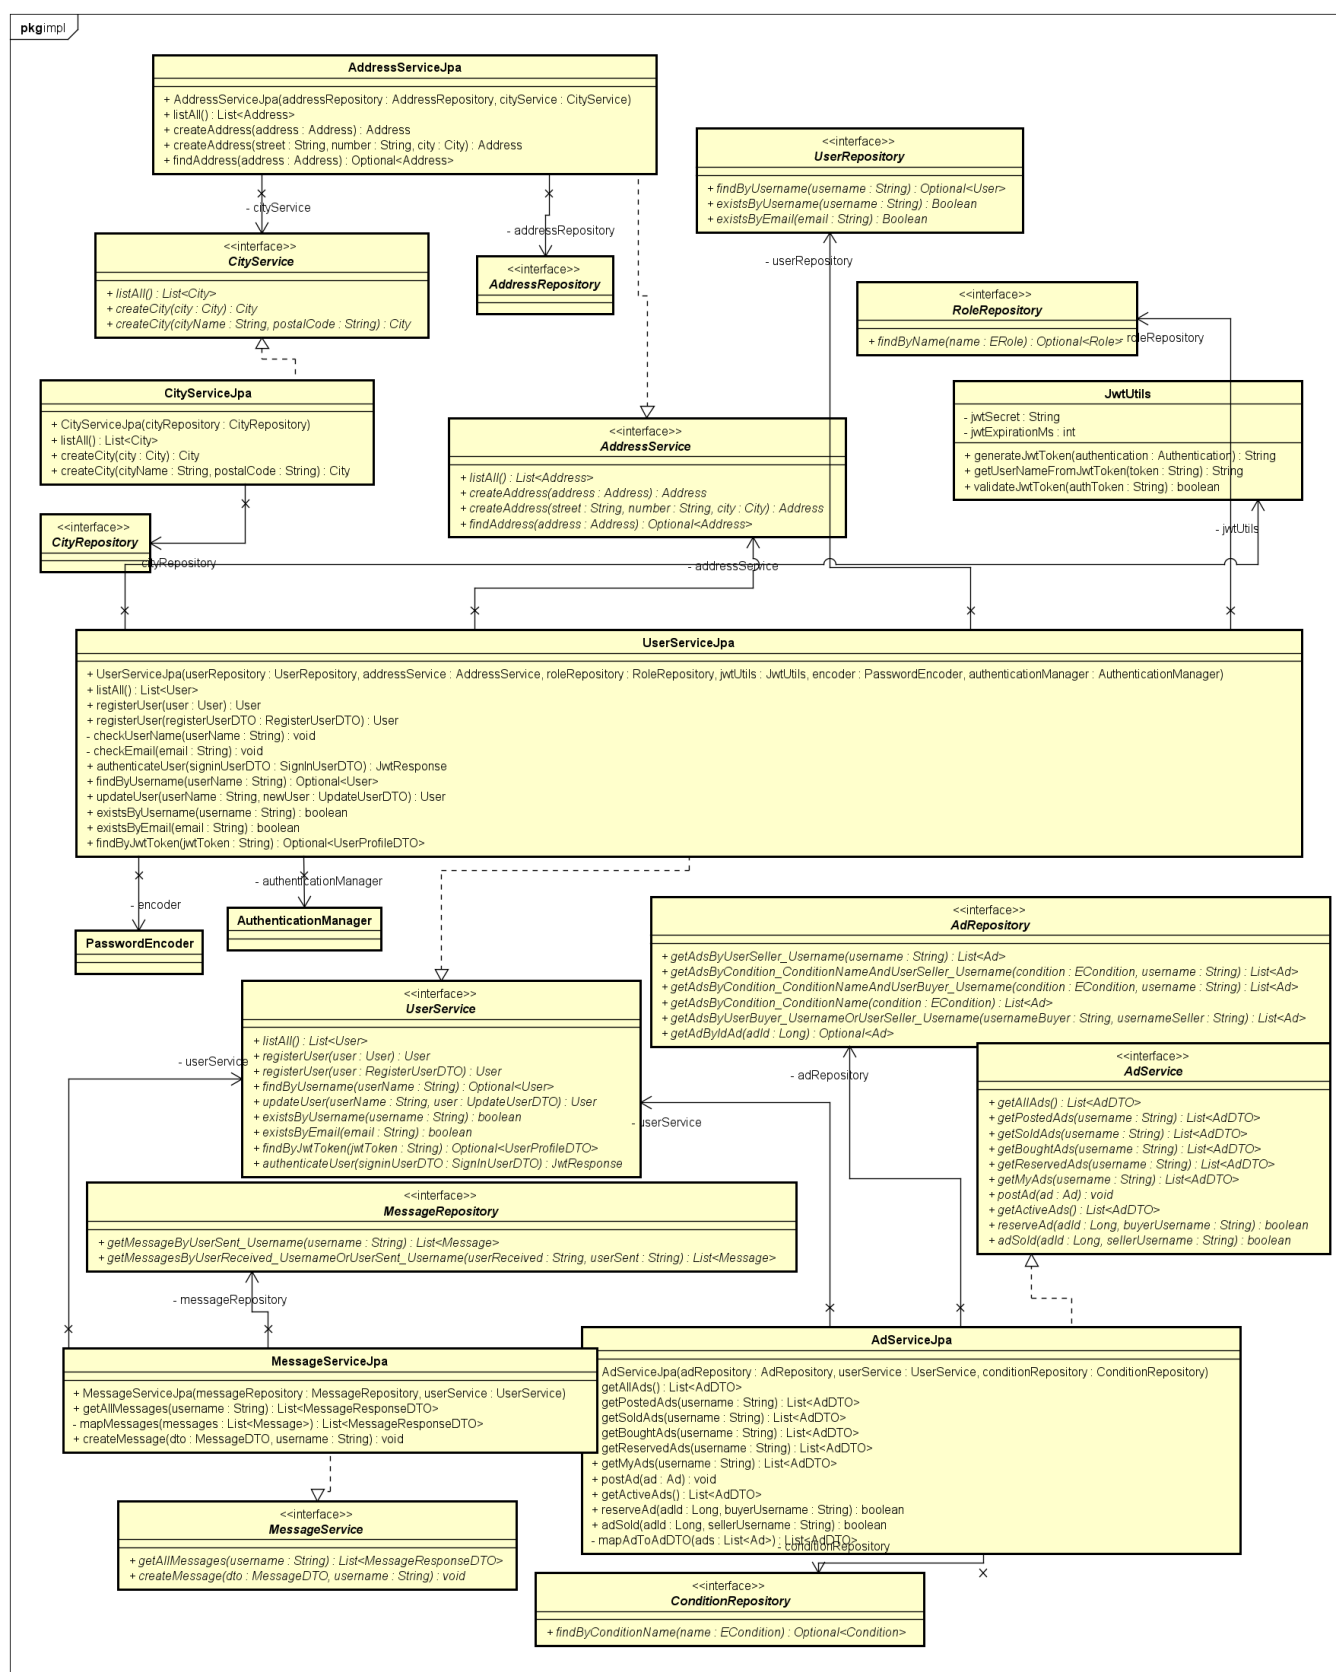 pkg impl
AddressServiceJpa
+ AddressServiceJpa(addressRepository : AddressRepository, cityService : CityService)
+ listAll() : List<Address>
+ createAddress(address : Address) : Address
+ createAddress(street : String, number : String, city : City) : Address
+ findAddress(address : Address) : Optional<Address>
<<interface>>
UserRepository
+ findByUsername(username : String) : Optional<User>
+ existsByUsername(username : String) : Boolean
+ existsByEmail(email : String) : Boolean
- cityService
- addressRepository
- userRepository
<<interface>>
CityService
+ listAll() : List<City>
+ createCity(city : City) : City
+ createCity(cityName : String, postalCode : String) : City
<<interface>>
AddressRepository
<<interface>>
RoleRepository
+ findByName(name : ERole) : Optional<Role>
- roleRepository
CityServiceJpa
+ CityServiceJpa(cityRepository : CityRepository)
+ listAll() : List<City>
+ createCity(city : City) : City
+ createCity(cityName : String, postalCode : String) : City
JwtUtils
- jwtSecret : String
- jwtExpirationMs : int
+ generateJwtToken(authentication : Authentication) : String
+ getUserNameFromJwtToken(token : String) : String
+ validateJwtToken(authToken : String) : boolean
<<interface>>
AddressService
+ listAll() : List<Address>
+ createAddress(address : Address) : Address
+ createAddress(street : String, number : String, city : City) : Address
+ findAddress(address : Address) : Optional<Address>
<<interface>>
CityRepository
- cityRepository
- addressService
- jwtUtils
UserServiceJpa
+ UserServiceJpa(userRepository : UserRepository, addressService : AddressService, roleRepository : RoleRepository, jwtUtils : JwtUtils, encoder : PasswordEncoder, authenticationManager : AuthenticationManager)
+ listAll() : List<User>
+ registerUser(user : User) : User
+ registerUser(registerUserDTO : RegisterUserDTO) : User
- checkUserName(userName : String) : void
- checkEmail(email : String) : void
+ authenticateUser(signinUserDTO : SignInUserDTO) : JwtResponse
+ findByUsername(userName : String) : Optional<User>
+ updateUser(userName : String, newUser : UpdateUserDTO) : User
+ existsByUsername(username : String) : boolean
+ existsByEmail(email : String) : boolean
+ findByJwtToken(jwtToken : String) : Optional<UserProfileDTO>
- encoder
- authenticationManager
PasswordEncoder
AuthenticationManager
<<interface>>
AdRepository
+ getAdsByUserSeller_Username(username : String) : List<Ad>
+ getAdsByCondition_ConditionNameAndUserSeller_Username(condition : ECondition, username : String) : List<Ad>
+ getAdsByCondition_ConditionNameAndUserBuyer_Username(condition : ECondition, username : String) : List<Ad>
+ getAdsByCondition_ConditionName(condition : ECondition) : List<Ad>
+ getAdsByUserBuyer_UsernameOrUserSeller_Username(usernameBuyer : String, usernameSeller : String) : List<Ad>
+ getAdByIdAd(adId : Long) : Optional<Ad>
<<interface>>
UserService
+ listAll() : List<User>
+ registerUser(user : User) : User
+ registerUser(user : RegisterUserDTO) : User
+ findByUsername(userName : String) : Optional<User>
+ updateUser(userName : String, user : UpdateUserDTO) : User
+ existsByUsername(username : String) : boolean
+ existsByEmail(email : String) : boolean
+ findByJwtToken(jwtToken : String) : Optional<UserProfileDTO>
+ authenticateUser(signinUserDTO : SignInUserDTO) : JwtResponse
- userService
- userService
- adRepository
<<interface>>
AdService
+ getAllAds() : List<AdDTO>
+ getPostedAds(username : String) : List<AdDTO>
+ getSoldAds(username : String) : List<AdDTO>
+ getBoughtAds(username : String) : List<AdDTO>
+ getReservedAds(username : String) : List<AdDTO>
+ getMyAds(username : String) : List<AdDTO>
+ postAd(ad : Ad) : void
+ getActiveAds() : List<AdDTO>
+ reserveAd(adId : Long, buyerUsername : String) : boolean
+ adSold(adId : Long, sellerUsername : String) : boolean
<<interface>>
MessageRepository
+ getMessageByUserSent_Username(username : String) : List<Message>
+ getMessagesByUserReceived_UsernameOrUserSent_Username(userReceived : String, userSent : String) : List<Message>
- messageRepository
MessageServiceJpa
+ MessageServiceJpa(messageRepository : MessageRepository, userService : UserService)
+ getAllMessages(username : String) : List<MessageResponseDTO>
- mapMessages(messages : List<Message>) : List<MessageResponseDTO>
+ createMessage(dto : MessageDTO, username : String) : void
AdServiceJpa
AdServiceJpa(adRepository : AdRepository, userService : UserService, conditionRepository : ConditionRepository)
getAllAds() : List<AdDTO>
getPostedAds(username : String) : List<AdDTO>
getSoldAds(username : String) : List<AdDTO>
getBoughtAds(username : String) : List<AdDTO>
getReservedAds(username : String) : List<AdDTO>
+ getMyAds(username : String) : List<AdDTO>
+ postAd(ad : Ad) : void
+ getActiveAds() : List<AdDTO>
+ reserveAd(adId : Long, buyerUsername : String) : boolean
+ adSold(adId : Long, sellerUsername : String) : boolean
- mapAdToAdDTO(ads : List<Ad>) : List<AdDTO>
- conditionRepository
<<interface>>
MessageService
+ getAllMessages(username : String) : List<MessageResponseDTO>
+ createMessage(dto : MessageDTO, username : String) : void
<<interface>>
ConditionRepository
+ findByConditionName(name : ECondition) : Optional<Condition>